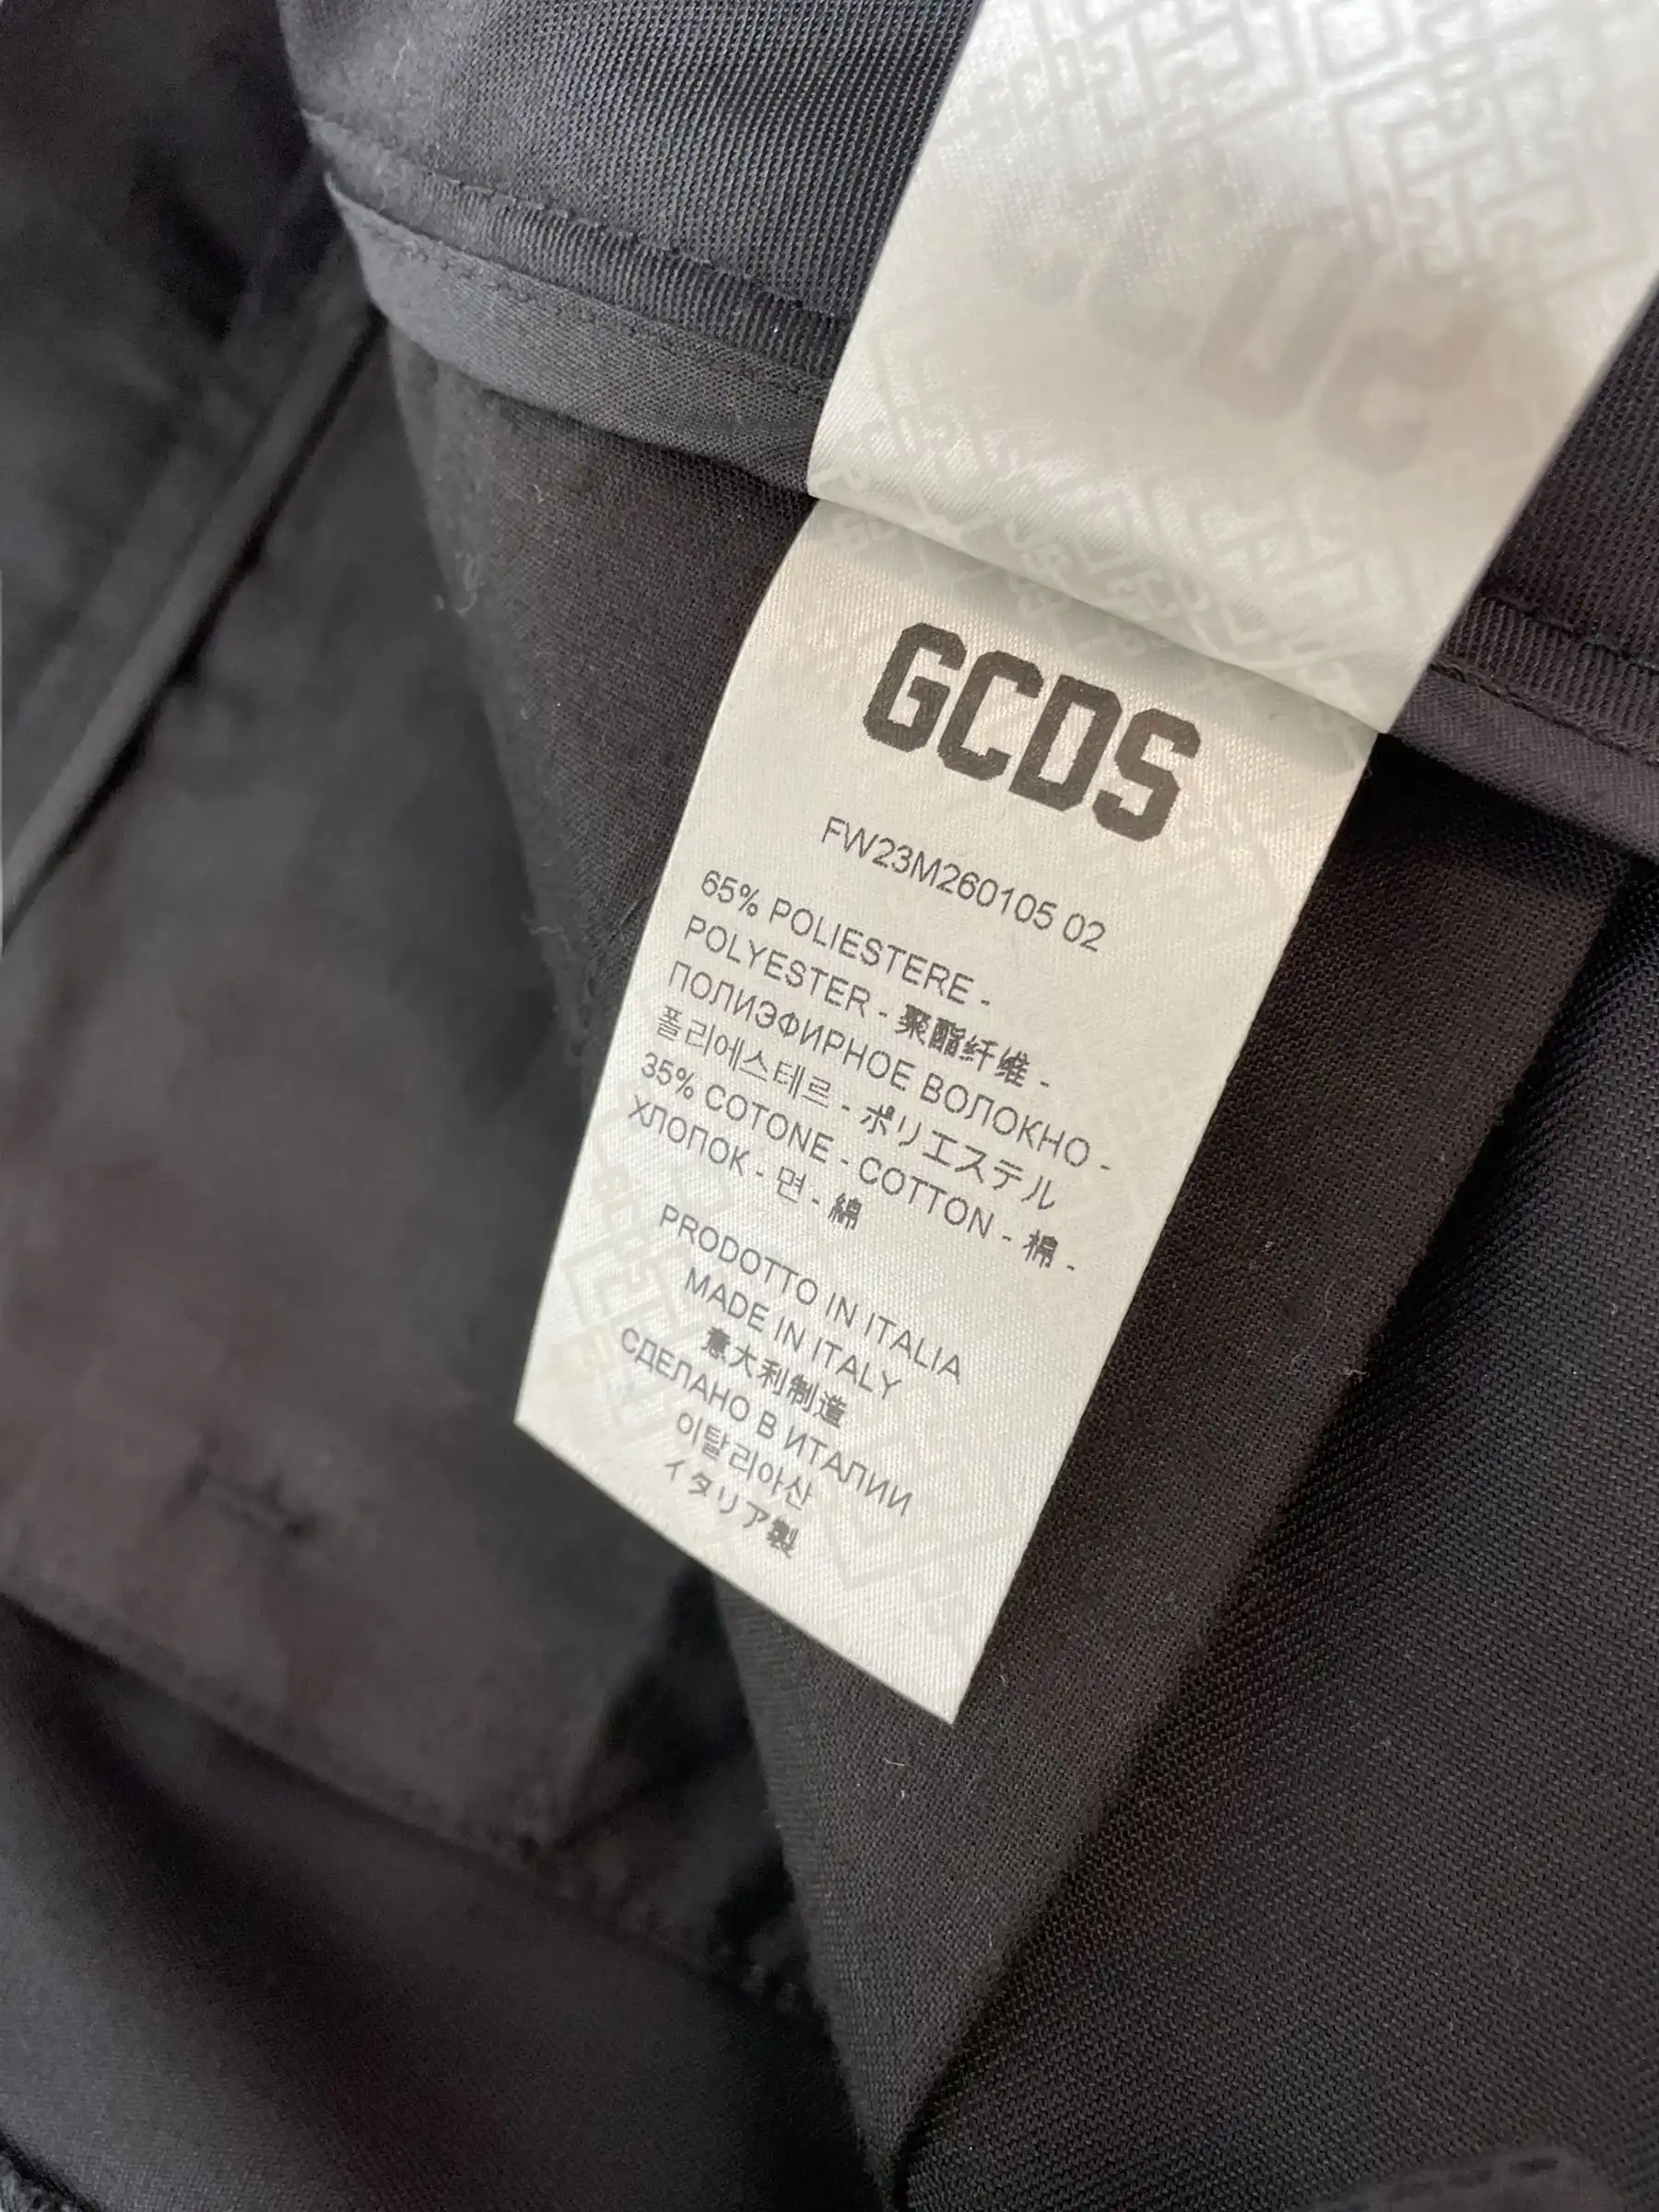 GCDS
FW23M260105 02
65% POLIESTERE -
POLYESTER - 聚酯纤维 -
ПОЛИЭФИРНОЕ ВОЛОКНО -
폴리에스테르 - ポリエステル
35% COTONE - COTTON - 棉 -
ХЛОПОК - 면 - 綿
PRODOTTO IN ITALIA
MADE IN ITALY
意大利制造
СДЕЛАНО В ИТАЛИИ
이탈리아산
イタリア製